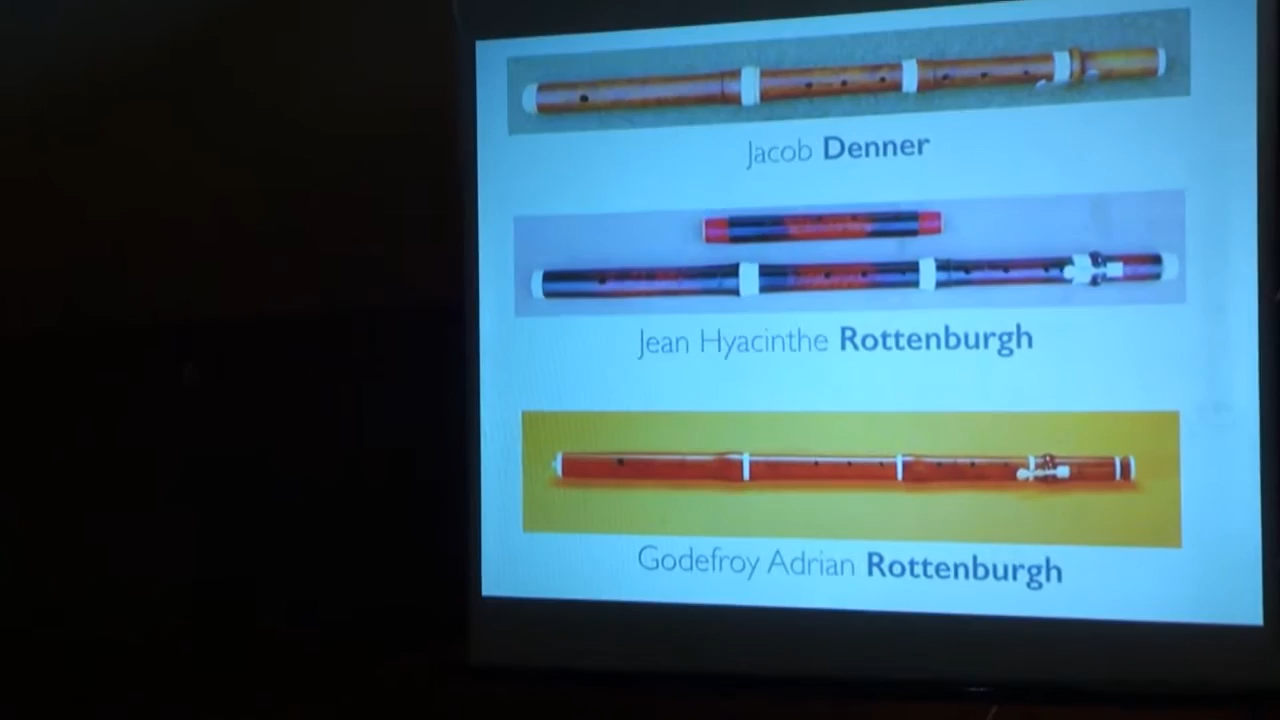 Jacob Denner
Jean Hyacinthe Rottenburgh
Godefroy Adrian Rottenburgh